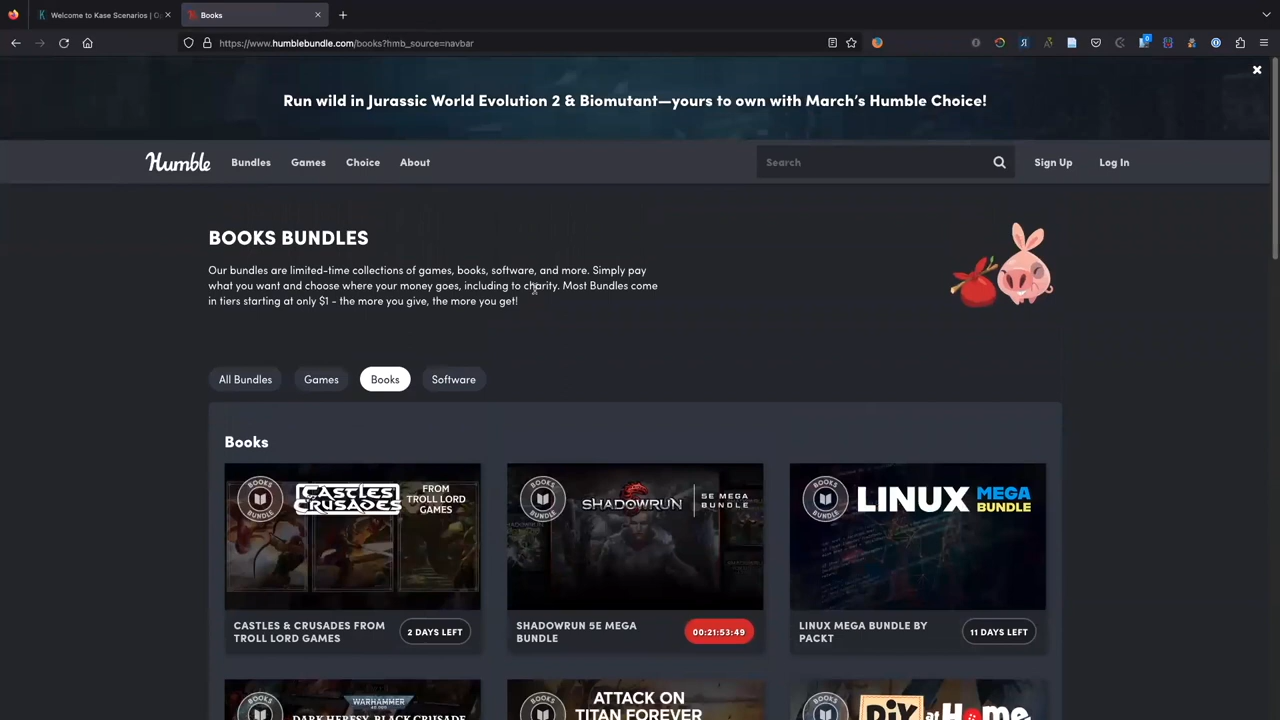 Welcome to Kase Scenarios | O
Books
https://www.humblebundle.com/books?hmb_source=navbar
Run wild in Jurassic World Evolution 2 & Biomutant—yours to own with March's Humble Choice!
Humble
Bundles
Games
Choice
About
Search
Sign Up
Log In
BOOKS BUNDLES
Our bundles are limited-time collections of games, books, software, and more. Simply pay
what you want and choose where your money goes, including to charity. Most Bundles come
in tiers starting at only $1 - the more you give, the more you get!
All Bundles
Games
Books
Software
Books
BOOKS BUNDLE
CASTLES & CRUSADES
FROM
TROLL LORD
GAMES
BOOKS BUNDLE
SHADOWRUN
5E MEGA
BUNDLE
BOOKS BUNDLE
LINUX
MEGA
BUNDLE
CASTLES & CRUSADES FROM
TROLL LORD GAMES
2 DAYS LEFT
SHADOWRUN 5E MEGA
BUNDLE
00:21:53:49
LINUX MEGA BUNDLE BY
PACKT
11 DAYS LEFT
WARHAMMER
40,000
DARK HERESY, BLACK CRUSADE
ATTACK ON
TITAN FOREVER
DIY at Home